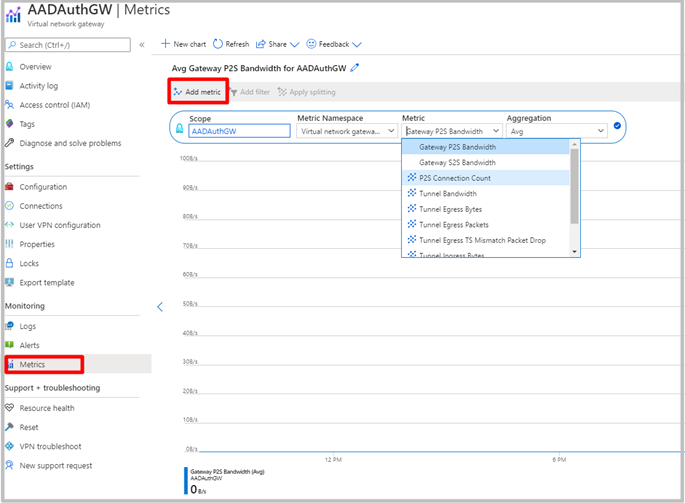 AADAuthGW | Metrics
Virtual network gateway
Search (Ctrl+/)
«
Overview
Activity log
Access control (IAM)
Tags
Diagnose and solve problems
Settings
Configuration
Connections
User VPN configuration
Properties
Locks
Export template
Monitoring
Logs
Alerts
Metrics
Support + troubleshooting
Resource health
Reset
VPN troubleshoot
New support request
New chart Refresh Share Feedback
Avg Gateway P2S Bandwidth for AADAuthGW
Add metric Add filter Apply splitting
Scope Metric Namespace Metric Aggregation
AADAuthGW Virtual network gatewa... Gateway P2S Bandwidth Avg
Gateway P2S Bandwidth
Gateway S2S Bandwidth
P2S Connection Count
Tunnel Bandwidth
Tunnel Egress Bytes
Tunnel Egress Packets
Tunnel Egress TS Mismatch Packet Drop
Tunnel Ingress Bytes
100B/s
90B/s
80B/s
70B/s
60B/s
50B/s
40B/s
30B/s
20B/s
10B/s
.0B/s
12 PM 6 PM
Gateway P2S Bandwidth (Avg)
AADAuthGW
0 B/s